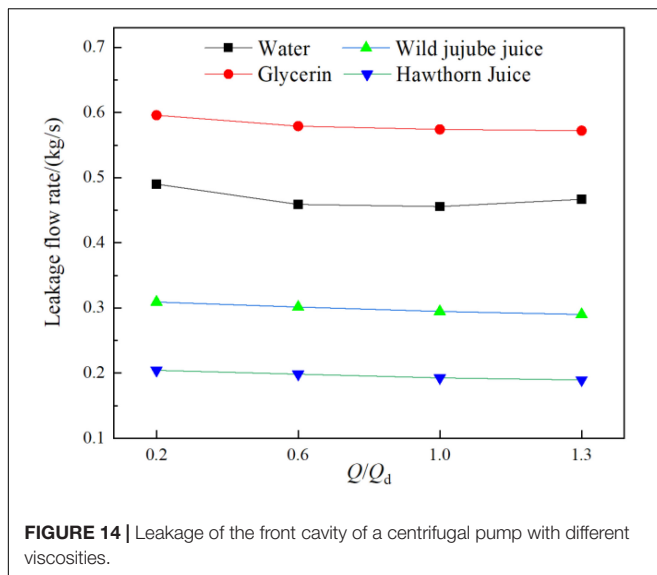 0.7
Water
Wild jujube juice
Glycerin
Hawthorn Juice
0.6
0.5
0.4
0.3
0.2
0.1
Leakage flow rate/(kg/s)
0.2 0.6 1.0 1.3
Q/Qd
FIGURE 14 | Leakage of the front cavity of a centrifugal pump with different
viscosities.